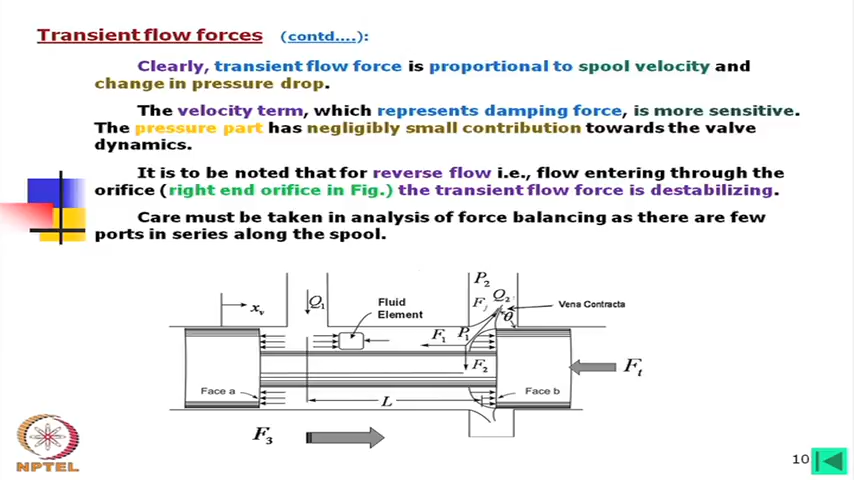 Transient flow forces (contd....):
Clearly, transient flow force is proportional to spool velocity and
change in pressure drop.
The velocity term, which represents damping force, is more sensitive.
The pressure part has negligibly small contribution towards the valve
dynamics.
It is to be noted that for reverse flow i.e., flow entering through the
orifice (right end orifice in Fig.) the transient flow force is destabilizing.
Care must be taken in analysis of force balancing as there are few
ports in series along the spool.
P2
xv
Q1
Fluid
Element
Fj
Q2
Vena Contracta
θ
F1
P1
F2
Ft
Face a
L
Face b
F3
NPTEL
10